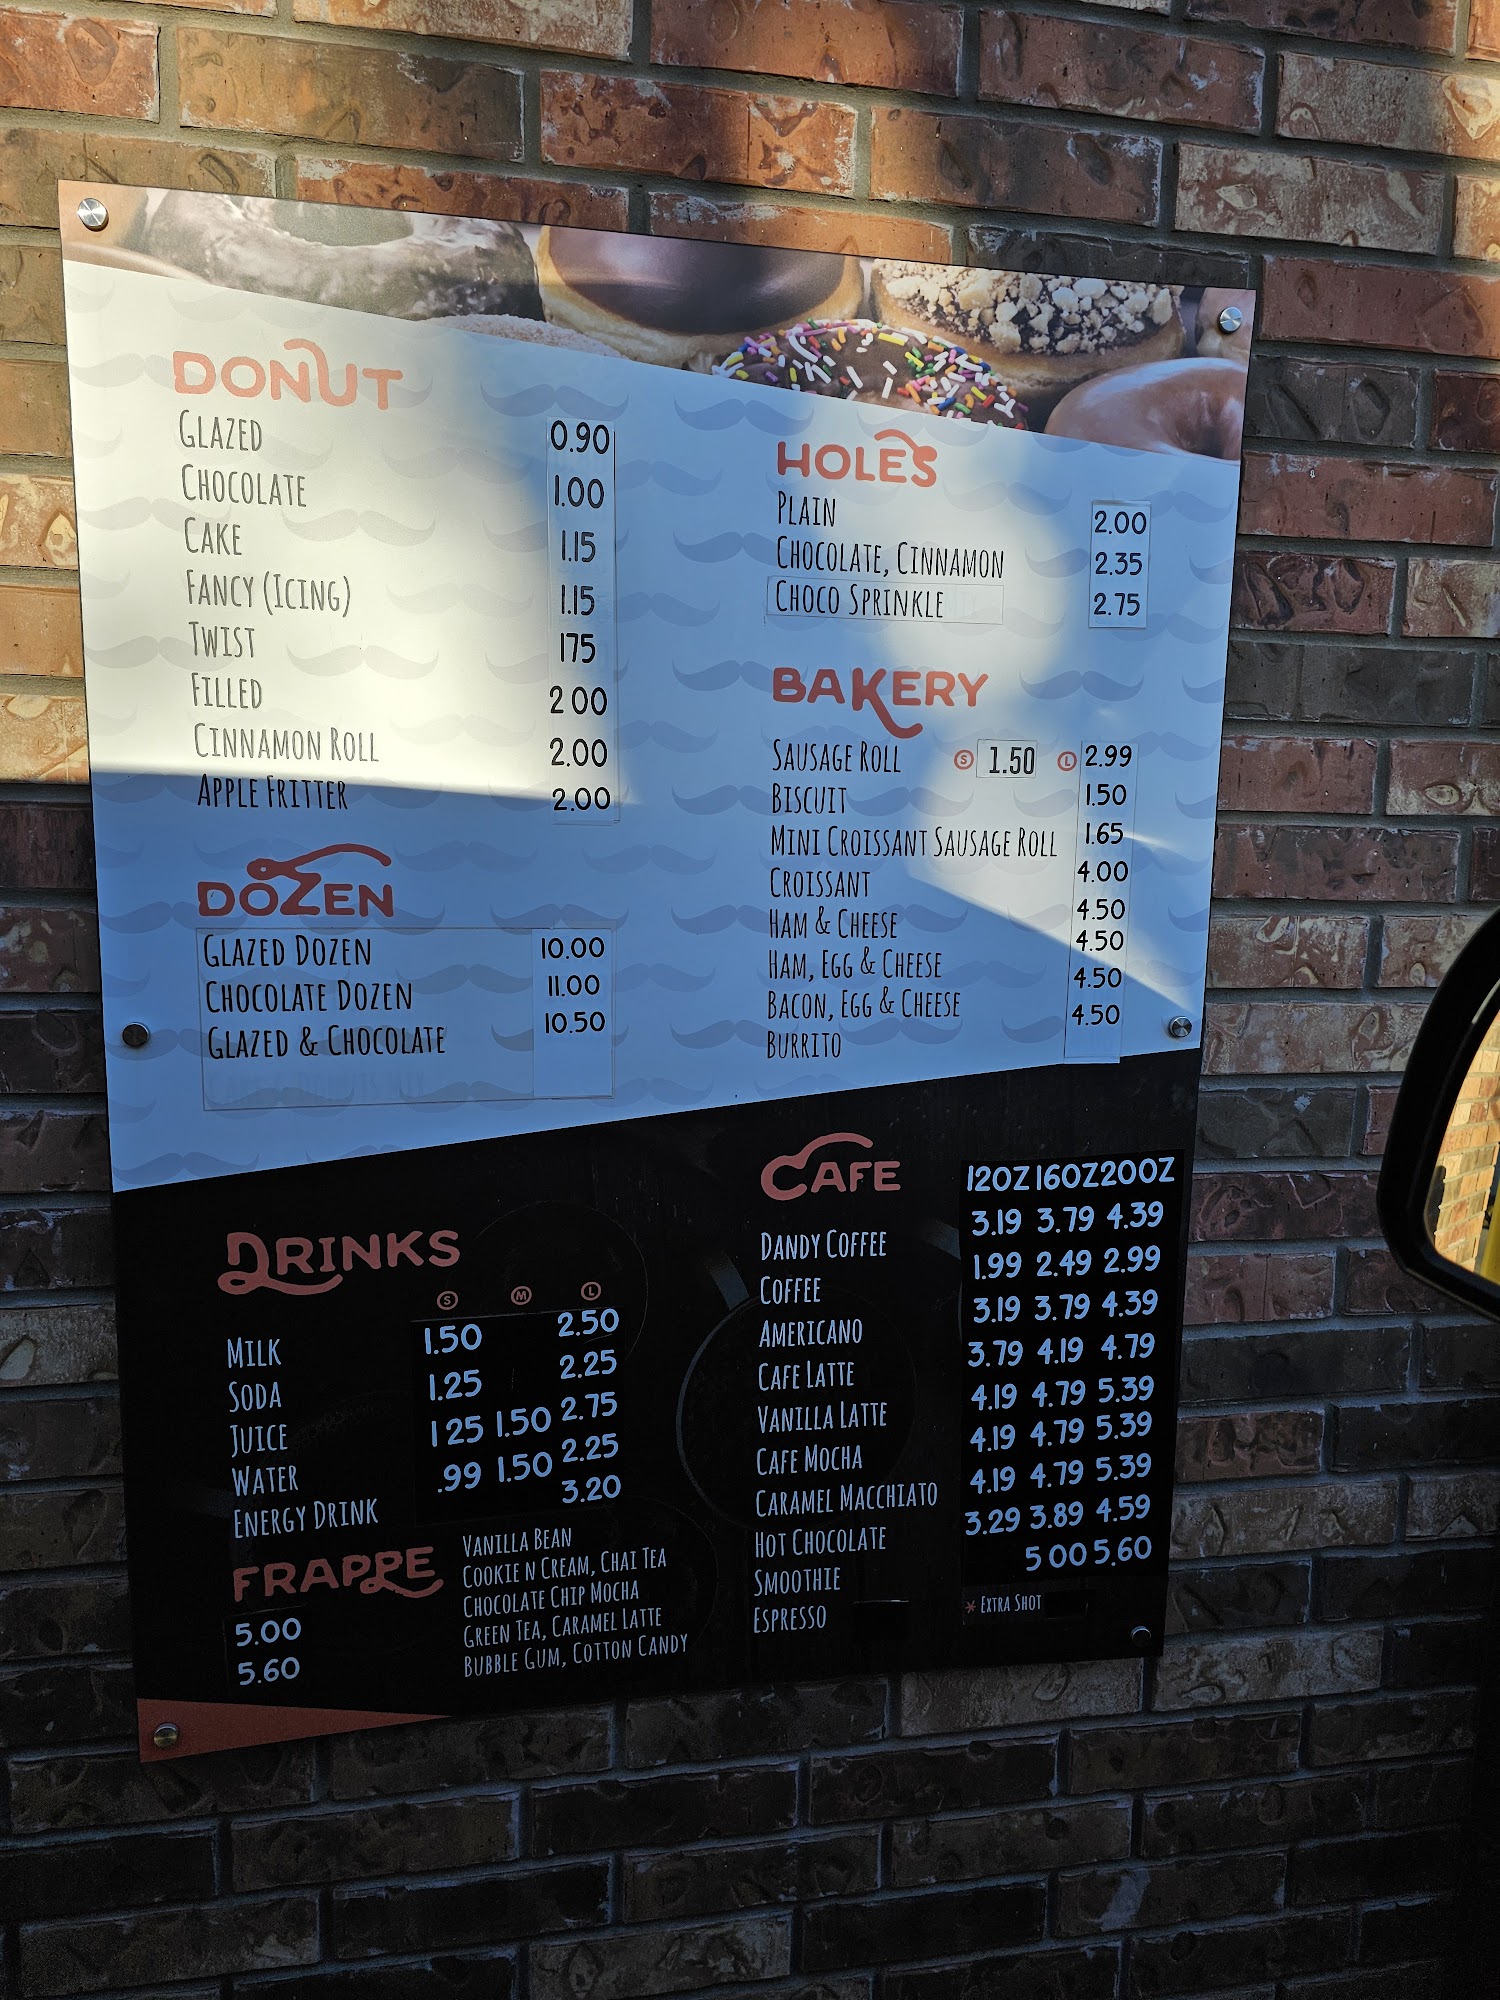 DONUT
GLAZED 0.90
CHOCOLATE 1.00
CAKE 1.15
FANCY (ICING) 1.15
TWIST 175
FILLED 2 00
CINNAMON ROLL 2.00
APPLE FRITTER 2.00
DOZEN
GLAZED DOZEN 10.00
CHOCOLATE DOZEN 11.00
GLAZED & CHOCOLATE 10.50
HOLES
PLAIN 2.00
CHOCOLATE, CINNAMON 2.35
CHOCO SPRINKLE 2.75
BAKERY
SAUSAGE ROLL S 1.50 L 2.99
BISCUIT 1.50
MINI CROISSANT SAUSAGE ROLL 1.65
CROISSANT 4.00
HAM & CHEESE 4.50
HAM, EGG & CHEESE 4.50
BACON, EGG & CHEESE 4.50
BURRITO 4.50
DRINKS
S M L
MILK 1.50 2.50
SODA 1.25 2.25
JUICE 1 25 1.50 2.75
WATER .99 1.50 2.25
ENERGY DRINK 3.20
FRAPPE
5.00
5.60
VANILLA BEAN
COOKIE N CREAM, CHAI TEA
CHOCOLATE CHIP MOCHA
GREEN TEA, CARAMEL LATTE
BUBBLE GUM, COTTON CANDY
CAFE
12OZ 16OZ 20OZ
DANDY COFFEE 3.19 3.79 4.39
COFFEE 1.99 2.49 2.99
AMERICANO 3.19 3.79 4.39
CAFE LATTE 3.79 4.19 4.79
VANILLA LATTE 4.19 4.79 5.39
CAFE MOCHA 4.19 4.79 5.39
CARAMEL MACCHIATO 4.19 4.79 5.39
HOT CHOCOLATE 3.29 3.89 4.59
SMOOTHIE 5 00 5.60
ESPRESSO * EXTRA SHOT